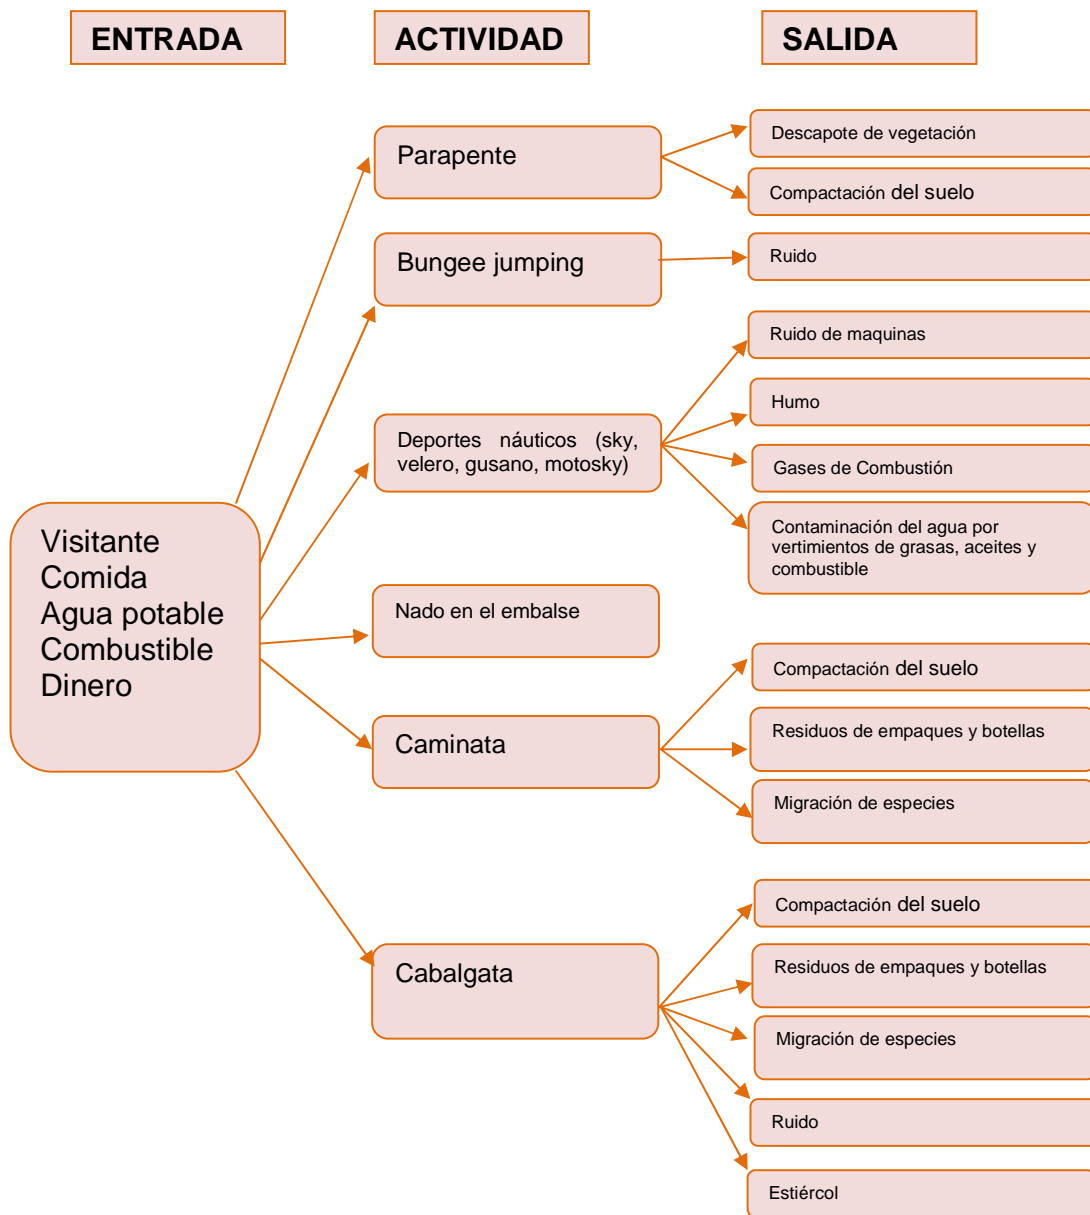 ENTRADA
ACTIVIDAD
SALIDA
Visitante
Comida
Agua potable
Combustible
Dinero
Parapente
Descapote de vegetación
Compactación del suelo
Bungee jumping
Ruido
Deportes náuticos (sky,
velero, gusano, motosky)
Ruido de maquinas
Humo
Gases de Combustión
Contaminación del agua por
vertimientos de grasas, aceites y
combustible
Nado en el embalse
Caminata
Compactación del suelo
Residuos de empaques y botellas
Migración de especies
Cabalgata
Compactación del suelo
Residuos de empaques y botellas
Migración de especies
Ruido
Estiércol